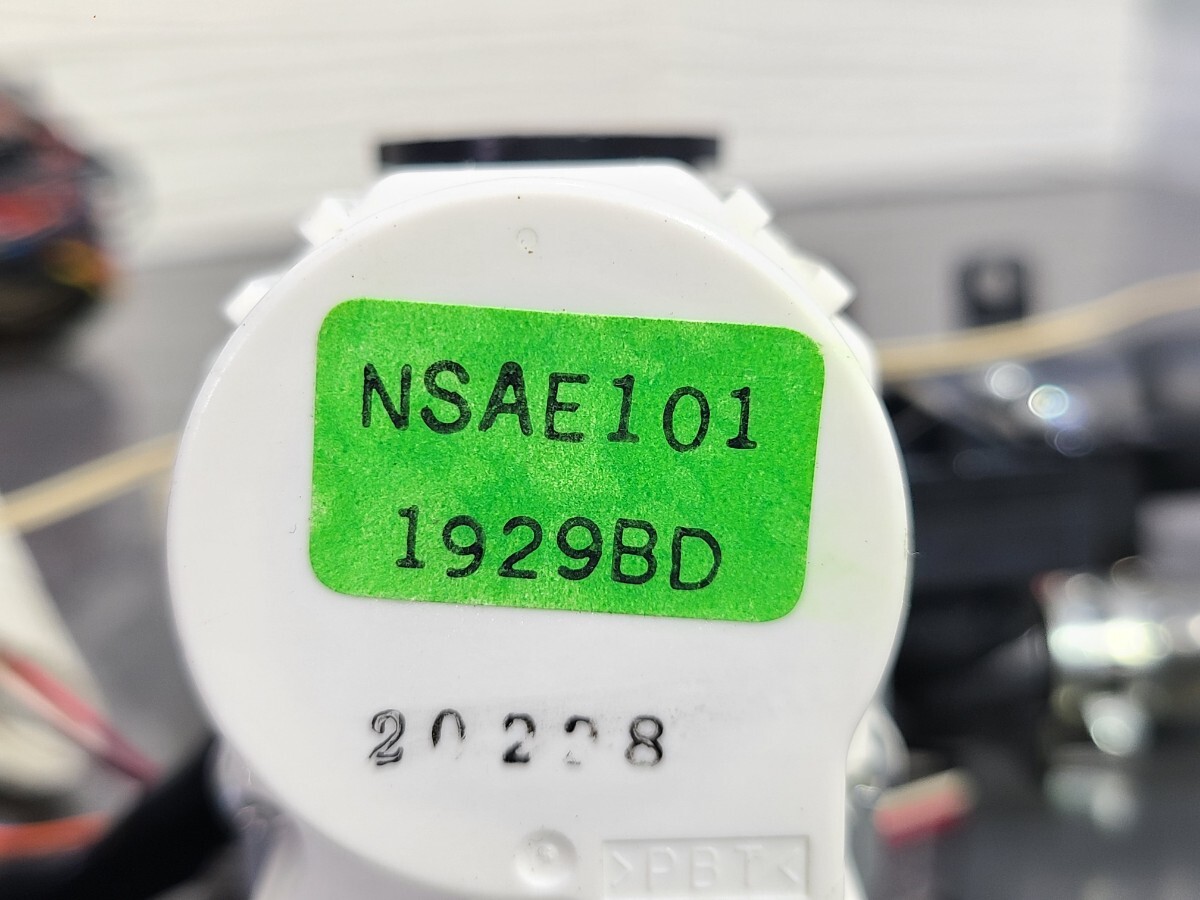 NSAE101
1929BD
20228
>PBT<